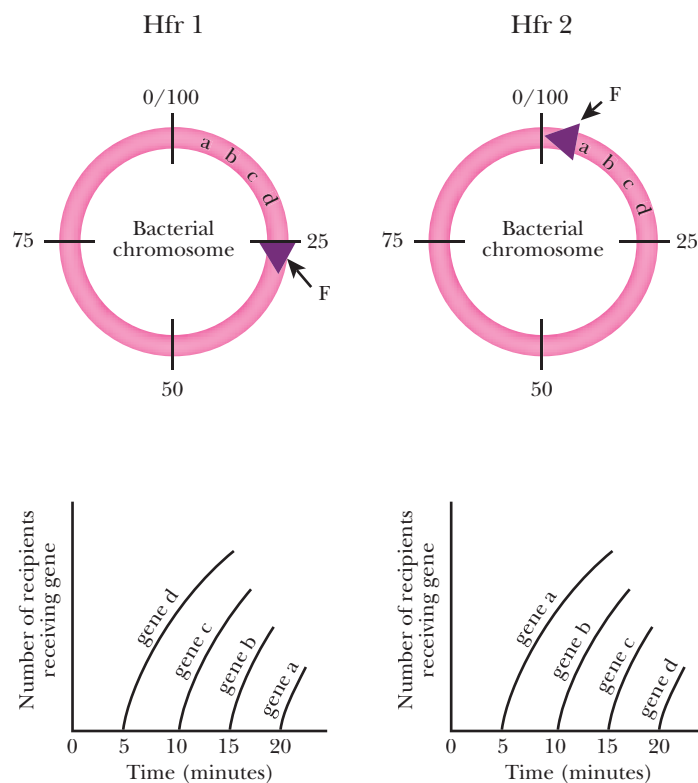 Hfr 1
0/100
a
b
c
d
Bacterial
chromosome
75
25
F
50
Hfr 2
0/100
F
a
b
c
d
Bacterial
chromosome
75
25
50
Number of recipients
receiving gene
gene d
gene c
gene b
gene a
0
5
10
15
20
Time (minutes)
Number of recipients
receiving gene
gene a
gene b
gene c
gene d
0
5
10
15
20
Time (minutes)